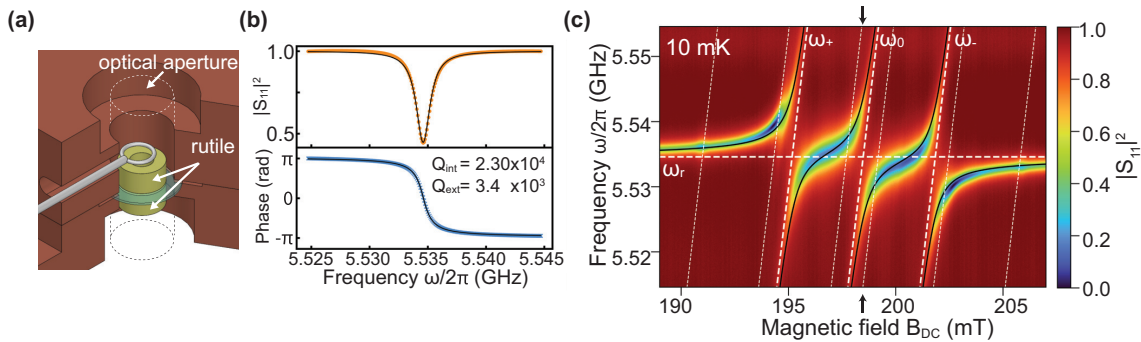 (a)
optical aperture
rutile
(b)
|S₁₁|²
1.0
0.5
Phase (rad)
π
0
-π
Q_int = 2.30x10⁴
Q_ext = 3.4 x10³
5.525 5.530 5.535 5.540 5.545
Frequency ω/2π (GHz)
(c)
10 mK
ω₊
ω₀
ω₋
ωᵣ
Frequency ω/2π (GHz)
5.55
5.54
5.53
5.52
190 195 200 205
Magnetic field B_DC (mT)
1.0
0.8
0.6
0.4
0.2
0.0
|S₁₁|²